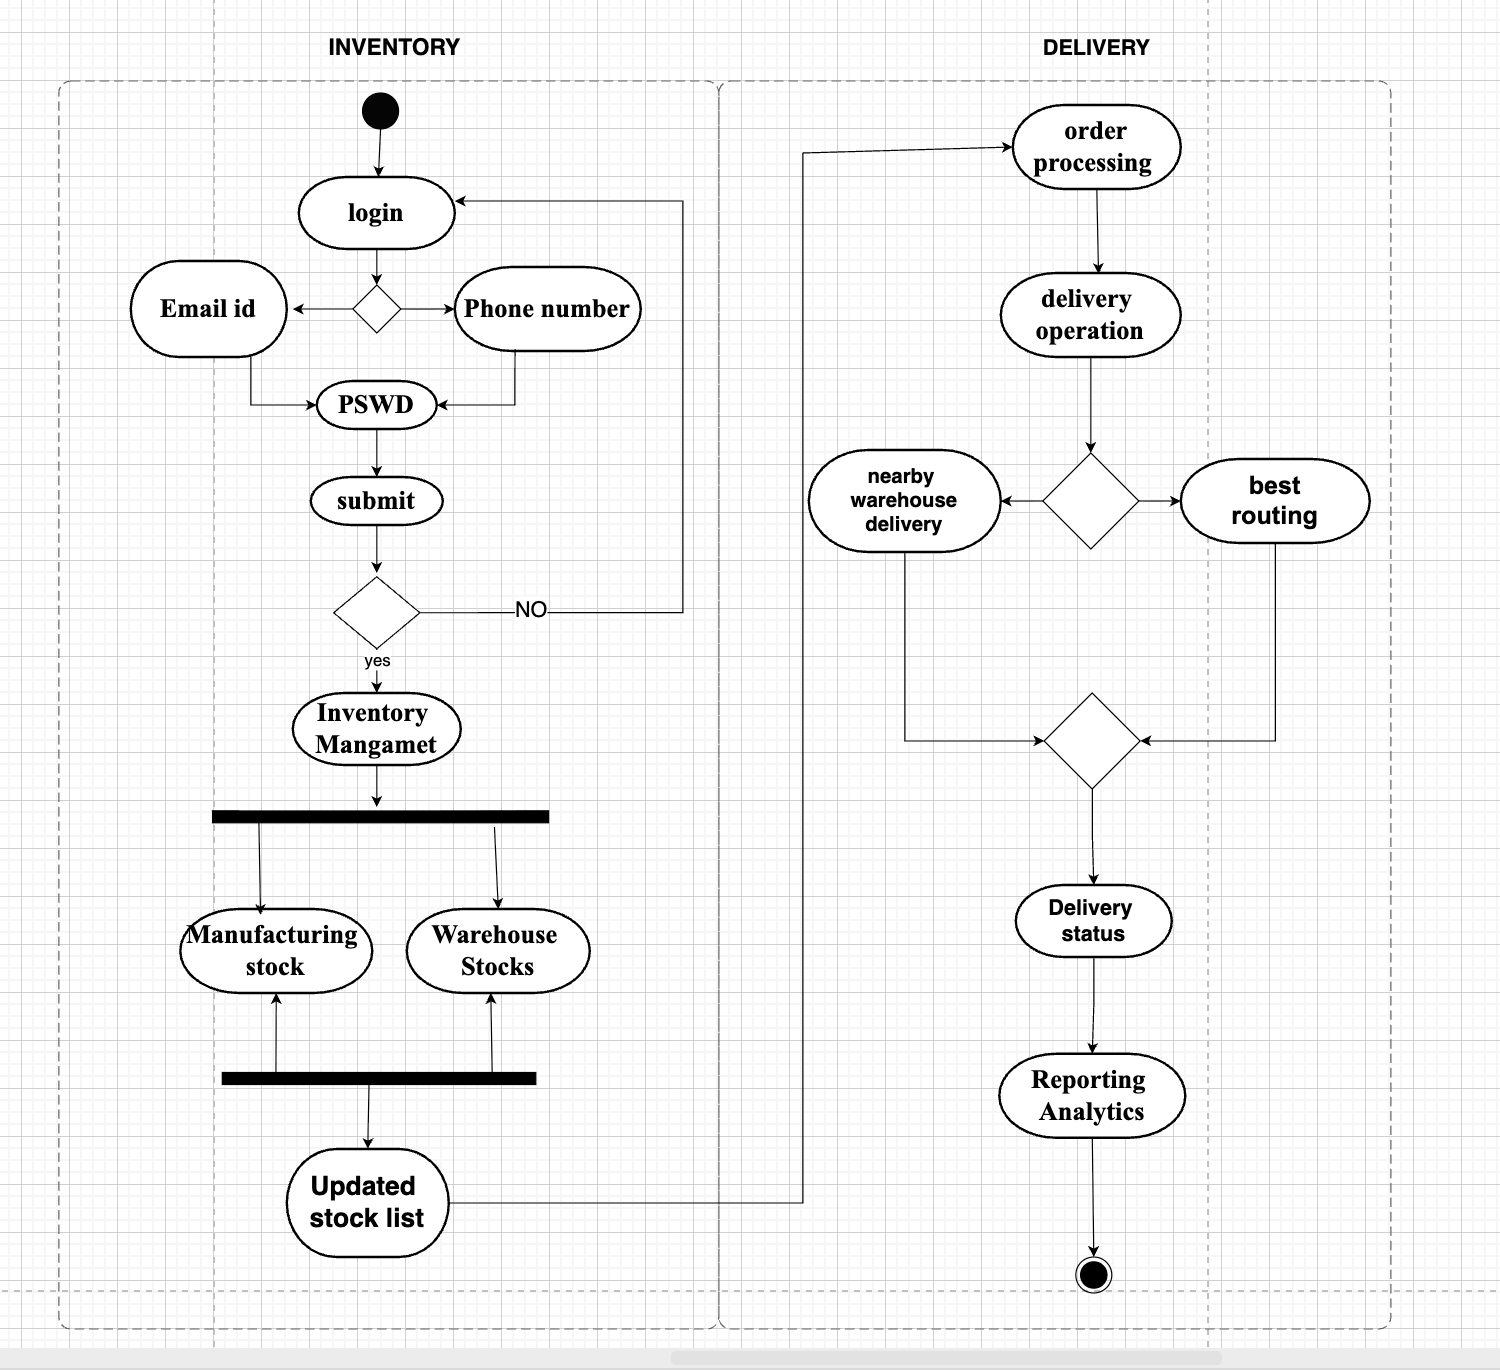 INVENTORY
DELIVERY
login
Email id
Phone number
PSWD
submit
NO
yes
Inventory
Mangamet
Manufacturing
stock
Warehouse
Stocks
Updated
stock list
order
processing
delivery
operation
nearby
warehouse
delivery
best
routing
Delivery
status
Reporting
Analytics